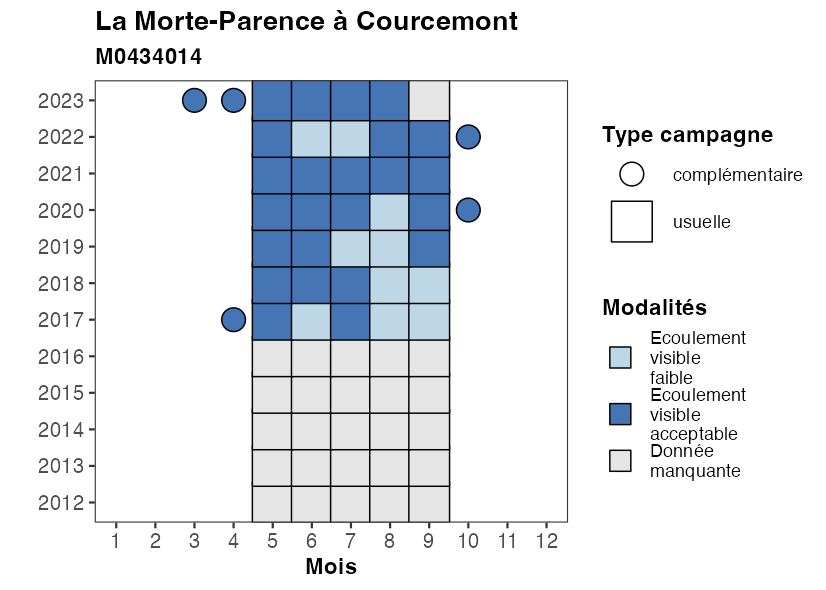 La Morte-Parence à Courcemont
M0434014
2023
2022
2021
2020
2019
2018
2017
2016
2015
2014
2013
2012
1 2 3 4 5 6 7 8 9 10 11 12
Mois
Type campagne
complémentaire
usuelle
Modalités
Ecoulement
visible
faible
Ecoulement
visible
acceptable
Donnée
manquante